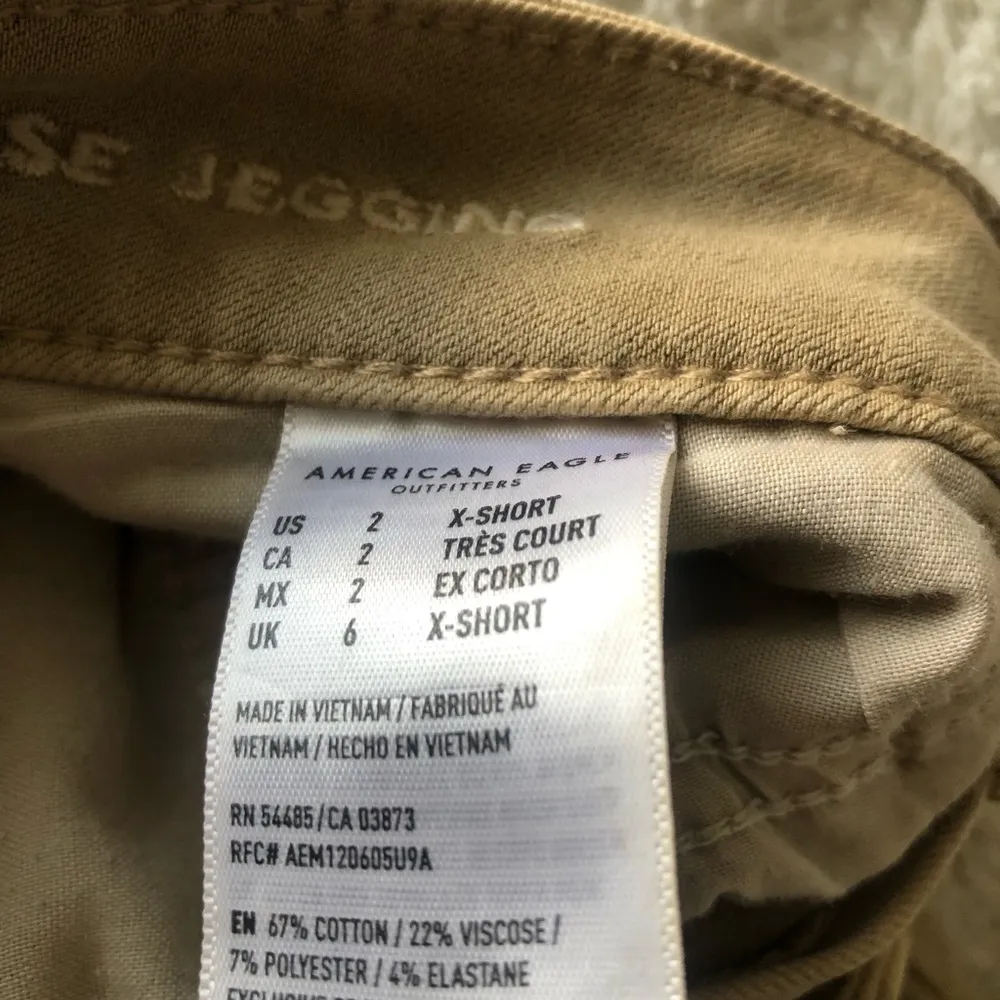 SE JEGGING
AMERICAN EAGLE
OUTFITTERS
US 2 X-SHORT
CA 2 TRÈS COURT
MX 2 EX CORTO
UK 6 X-SHORT
MADE IN VIETNAM / FABRIQUÉ AU
VIETNAM / HECHO EN VIETNAM
RN 54485 / CA 03873
RFC# AEM120605U9A
EN 67% COTTON / 22% VISCOSE /
7% POLYESTER / 4% ELASTANE